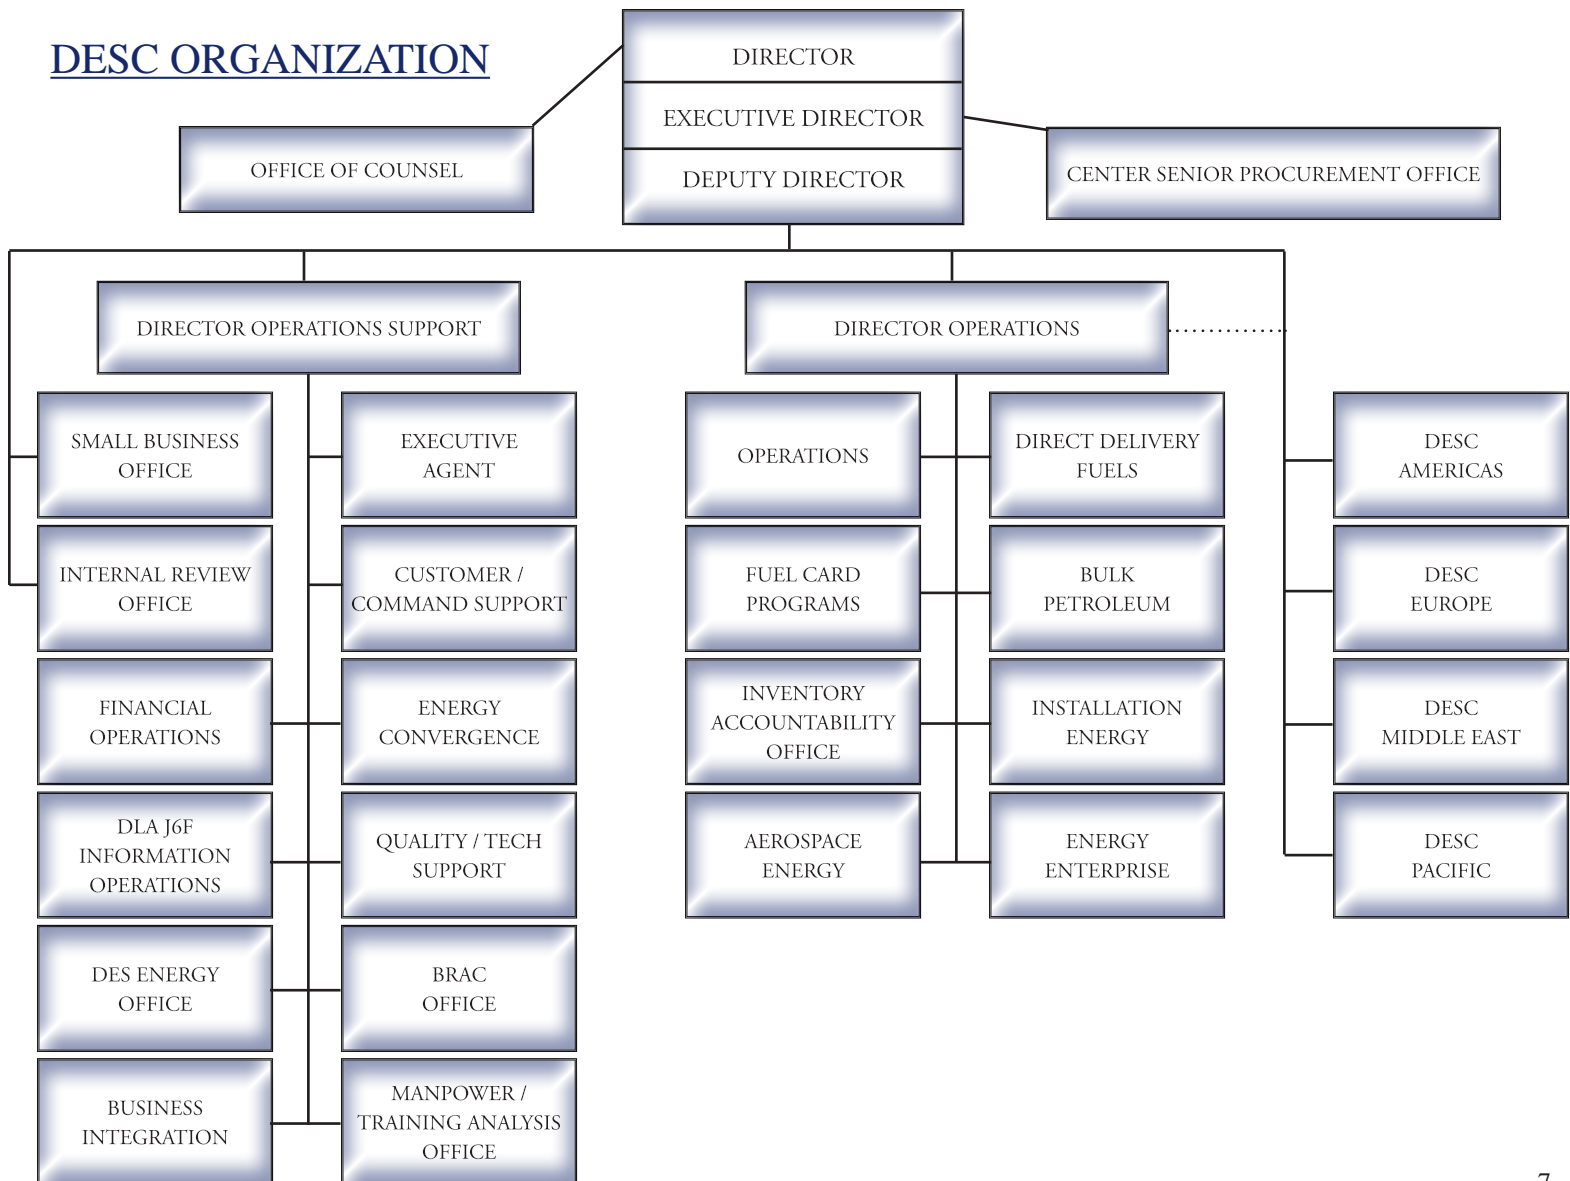 DESC ORGANIZATION
DIRECTOR
EXECUTIVE DIRECTOR
DEPUTY DIRECTOR
OFFICE OF COUNSEL
CENTER SENIOR PROCUREMENT OFFICE
DIRECTOR OPERATIONS SUPPORT
DIRECTOR OPERATIONS
SMALL BUSINESS
OFFICE
EXECUTIVE
AGENT
OPERATIONS
DIRECT DELIVERY
FUELS
DESC
AMERICAS
INTERNAL REVIEW
OFFICE
CUSTOMER /
COMMAND SUPPORT
FUEL CARD
PROGRAMS
BULK
PETROLEUM
DESC
EUROPE
FINANCIAL
OPERATIONS
ENERGY
CONVERGENCE
INVENTORY
ACCOUNTABILITY
OFFICE
INSTALLATION
ENERGY
DESC
MIDDLE EAST
DLA J6F
INFORMATION
OPERATIONS
QUALITY / TECH
SUPPORT
AEROSPACE
ENERGY
ENERGY
ENTERPRISE
DESC
PACIFIC
DES ENERGY
OFFICE
BRAC
OFFICE
BUSINESS
INTEGRATION
MANPOWER /
TRAINING ANALYSIS
OFFICE
7